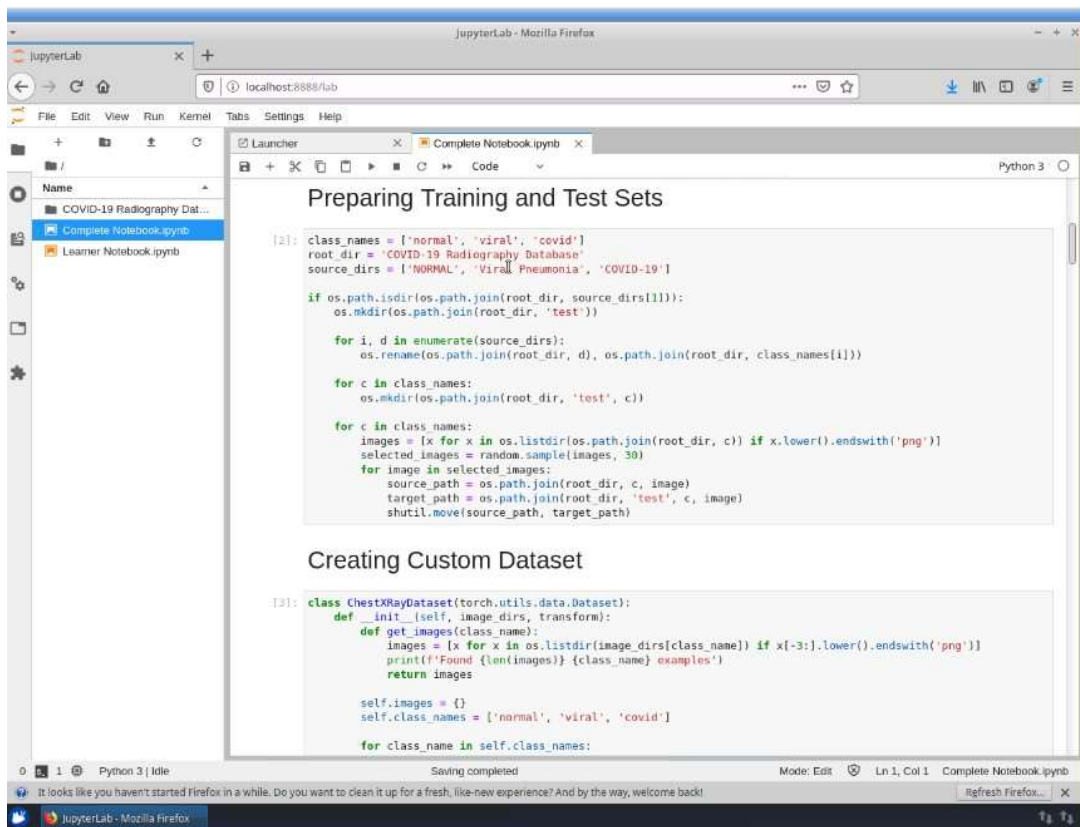 JupyterLab - Mozilla Firefox
JupyterLab
localhost:8888/lab
File Edit View Run Kernel Tabs Settings Help
Launcher
Complete Notebook.ipynb
/
Code
Python 3
Name
COVID-19 Radiography Dat...
Complete Notebook.ipynb
Learner Notebook.ipynb
Preparing Training and Test Sets
[2]: class_names = ['normal', 'viral', 'covid']
root_dir = 'COVID-19 Radiography Database'
source_dirs = ['NORMAL', 'Viral Pneumonia', 'COVID-19']
if os.path.isdir(os.path.join(root_dir, source_dirs[1])):
os.mkdir(os.path.join(root_dir, 'test'))
for i, d in enumerate(source_dirs):
os.rename(os.path.join(root_dir, d), os.path.join(root_dir, class_names[i]))
for c in class_names:
os.mkdir(os.path.join(root_dir, 'test', c))
for c in class_names:
images = [x for x in os.listdir(os.path.join(root_dir, c)) if x.lower().endswith('png')]
selected_images = random.sample(images, 30)
for image in selected_images:
source_path = os.path.join(root_dir, c, image)
target_path = os.path.join(root_dir, 'test', c, image)
shutil.move(source_path, target_path)
Creating Custom Dataset
[3]: class ChestXRayDataset(torch.utils.data.Dataset):
def __init__(self, image_dirs, transform):
def get_images(class_name):
images = [x for x in os.listdir(image_dirs[class_name]) if x[-3:].lower().endswith('png')]
print(f'Found {len(images)} {class_name} examples')
return images
self.images = {}
self.class_names = ['normal', 'viral', 'covid']
for class_name in self.class_names:
0 1 Python 3 | Idle Saving completed Mode: Edit Ln 1, Col 1 Complete Notebook.ipynb
It looks like you haven't started Firefox in a while. Do you want to clean it up for a fresh, like-new experience? And by the way, welcome back! Refresh Firefox...
JupyterLab - Mozilla Firefox